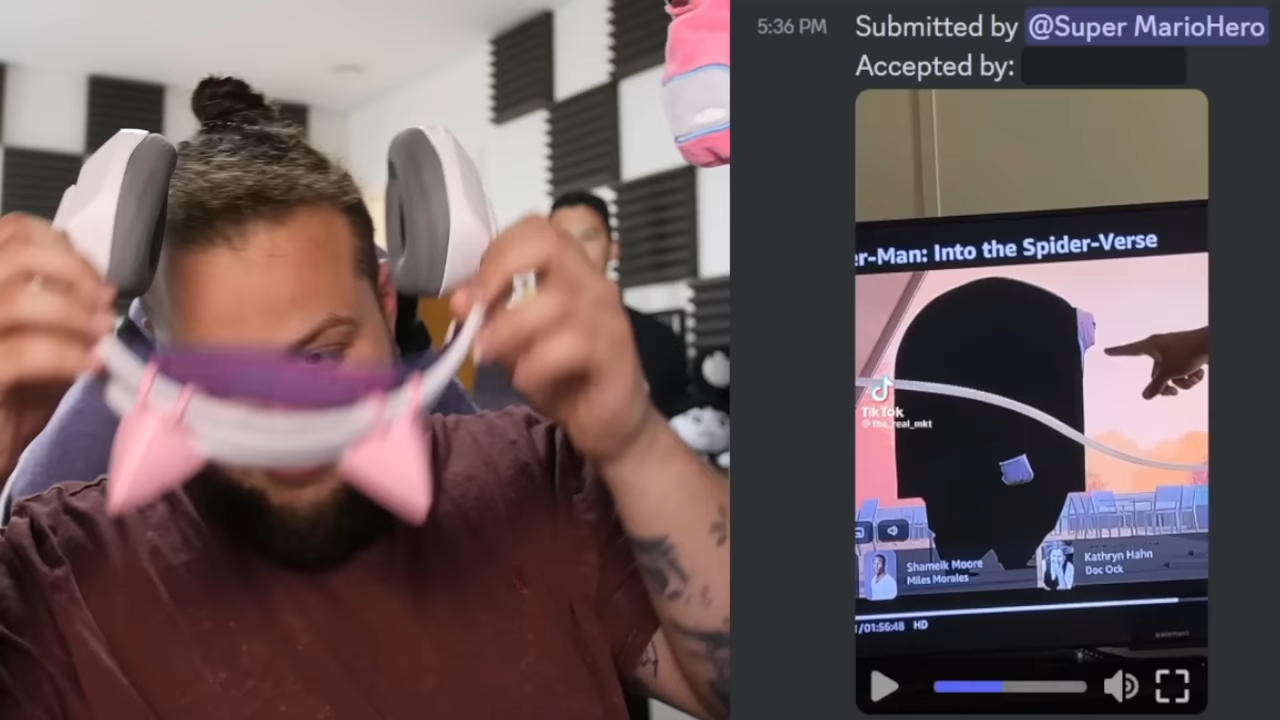 5:36 PM
Submitted by @Super MarioHero
Accepted by:
er-Man: Into the Spider-Verse
TikTok
@the_real_mkt
Shameik Moore
Miles Morales
Kathryn Hahn
Doc Ock
/01:56:48 HD